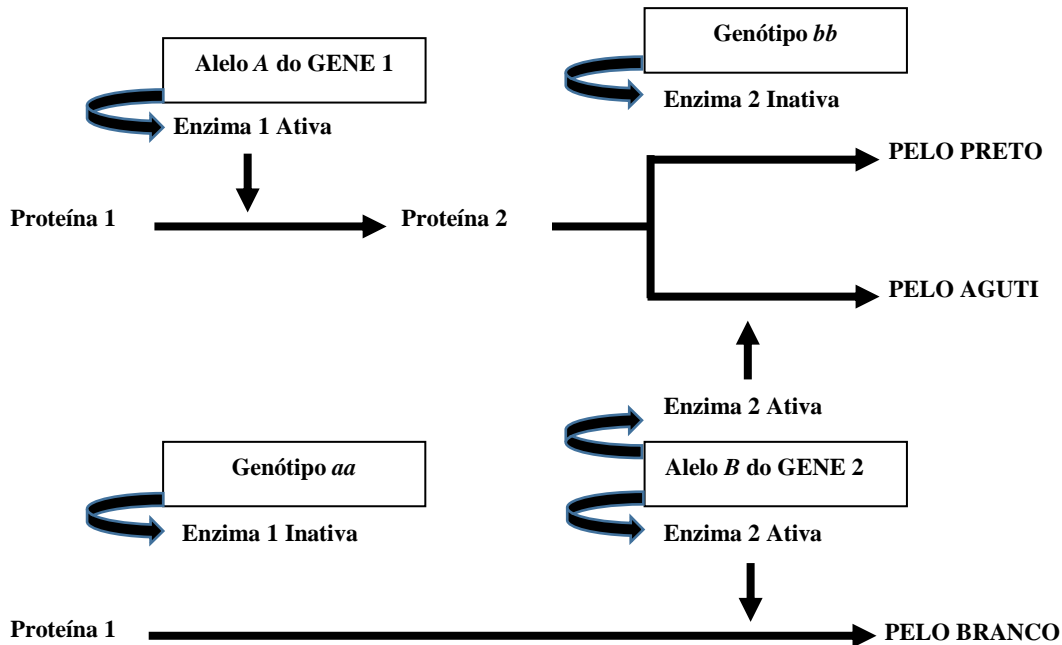 Genótipo bb
Alelo A do GENE 1
Enzima 2 Inativa
Enzima 1 Ativa
PELO PRETO
Proteína 1
Proteína 2
PELO AGUTI
Enzima 2 Ativa
Genótipo aa
Alelo B do GENE 2
Enzima 1 Inativa
Enzima 2 Ativa
Proteína 1
PELO BRANCO